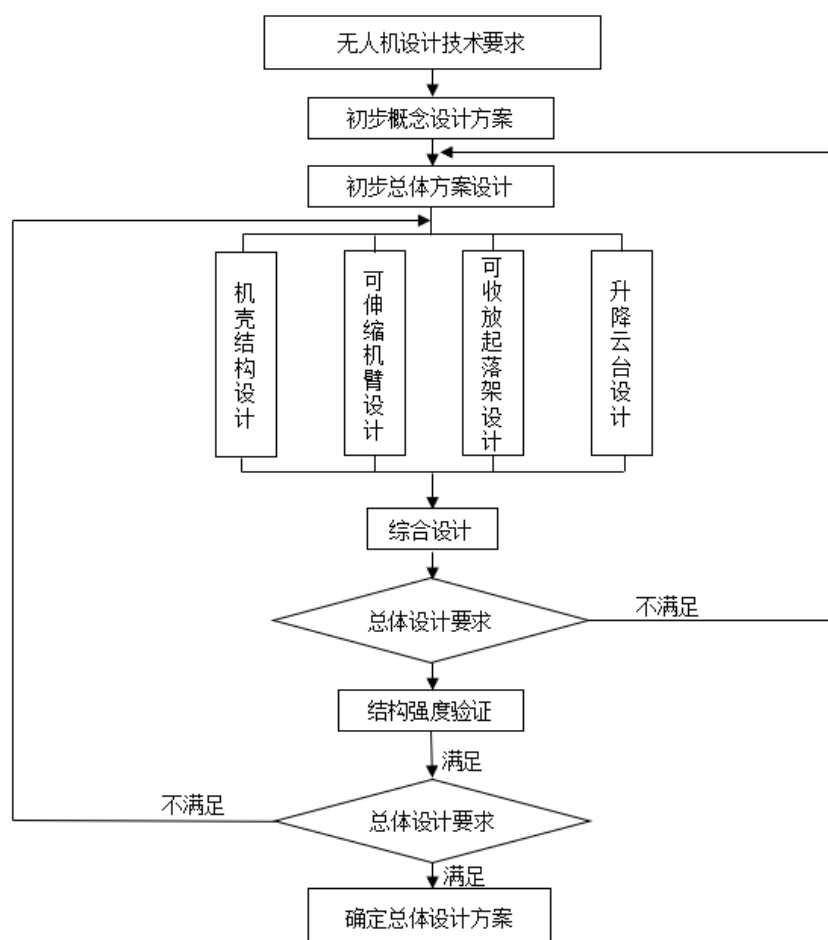 无人机设计技术要求
初步概念设计方案
初步总体方案设计
机壳结构设计
可伸缩机臂设计
可收放起落架设计
升降云台设计
综合设计
总体设计要求
不满足
结构强度验证
满足
不满足
总体设计要求
满足
确定总体设计方案